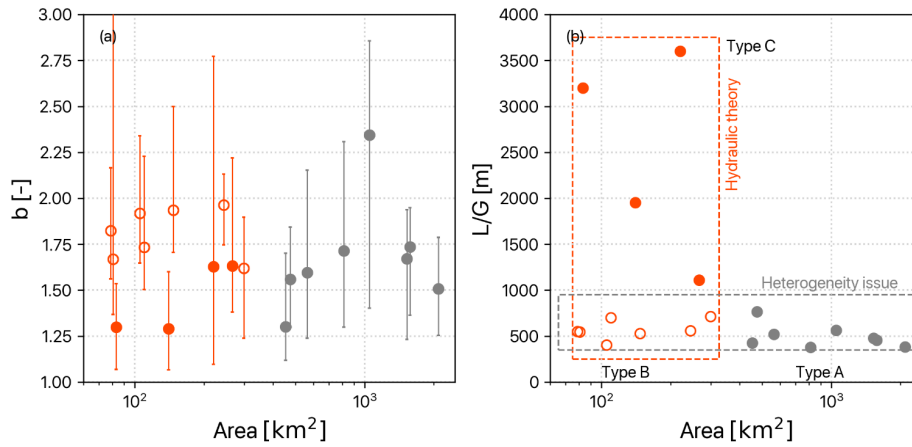 (a)
3.00
2.75
2.50
2.25
2.00
1.75
1.50
1.25
1.00
b [-]
10²
10³
Area [km²]
(b)
4000
3500
3000
2500
2000
1500
1000
500
0
L/G [m]
Type C
Hydraulic theory
Heterogeneity issue
Type B
Type A
10²
10³
Area [km²]